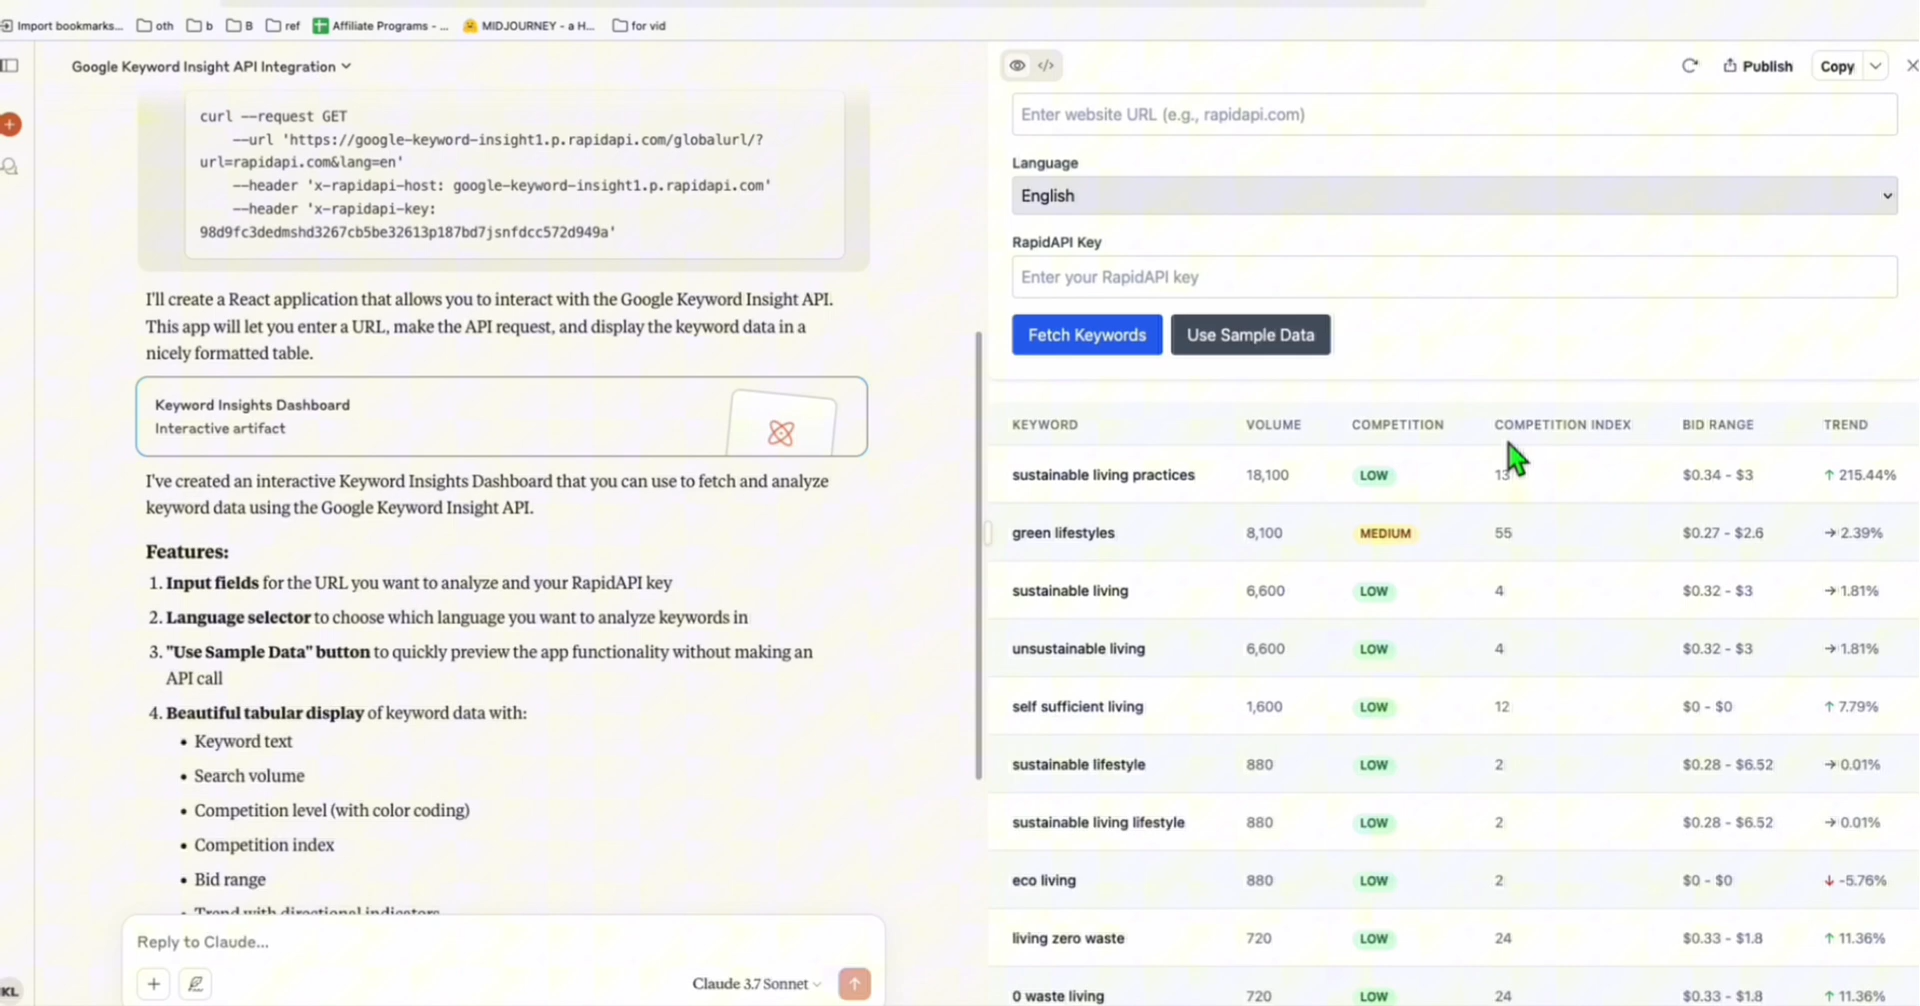 Import bookmarks...
oth
b
B
ref
Affiliate Programs - ...
MIDJOURNEY - a H...
for vid
Google Keyword Insight API Integration
Publish
Copy
curl --request GET
--url 'https://google-keyword-insight1.p.rapidapi.com/globalurl/?
url=rapidapi.com&lang=en'
--header 'x-rapidapi-host: google-keyword-insight1.p.rapidapi.com'
--header 'x-rapidapi-key:
98d9fc3dedmshd3267cb5be32613p187bd7jsnfdcc572d949a'
I'll create a React application that allows you to interact with the Google Keyword Insight API.
This app will let you enter a URL, make the API request, and display the keyword data in a
nicely formatted table.
Keyword Insights Dashboard
Interactive artifact
I've created an interactive Keyword Insights Dashboard that you can use to fetch and analyze
keyword data using the Google Keyword Insight API.
Features:
1. Input fields for the URL you want to analyze and your RapidAPI key
2. Language selector to choose which language you want to analyze keywords in
3. "Use Sample Data" button to quickly preview the app functionality without making an
API call
4. Beautiful tabular display of keyword data with:
• Keyword text
• Search volume
• Competition level (with color coding)
• Competition index
• Bid range
• Trend with directional indicators
Reply to Claude...
Claude 3.7 Sonnet
KL
Enter website URL (e.g., rapidapi.com)
Language
English
RapidAPI Key
Enter your RapidAPI key
Fetch Keywords
Use Sample Data
KEYWORD VOLUME COMPETITION COMPETITION INDEX BID RANGE TREND
sustainable living practices 18,100 LOW 13 $0.34 - $3 ↑ 215.44%
green lifestyles 8,100 MEDIUM 55 $0.27 - $2.6 → 2.39%
sustainable living 6,600 LOW 4 $0.32 - $3 → 1.81%
unsustainable living 6,600 LOW 4 $0.32 - $3 → 1.81%
self sufficient living 1,600 LOW 12 $0 - $0 ↑ 7.79%
sustainable lifestyle 880 LOW 2 $0.28 - $6.52 → 0.01%
sustainable living lifestyle 880 LOW 2 $0.28 - $6.52 → 0.01%
eco living 880 LOW 2 $0 - $0 ↓ -5.76%
living zero waste 720 LOW 24 $0.33 - $1.8 ↑ 11.36%
0 waste living 720 LOW 24 $0.33 - $1.8 ↑ 11.36%